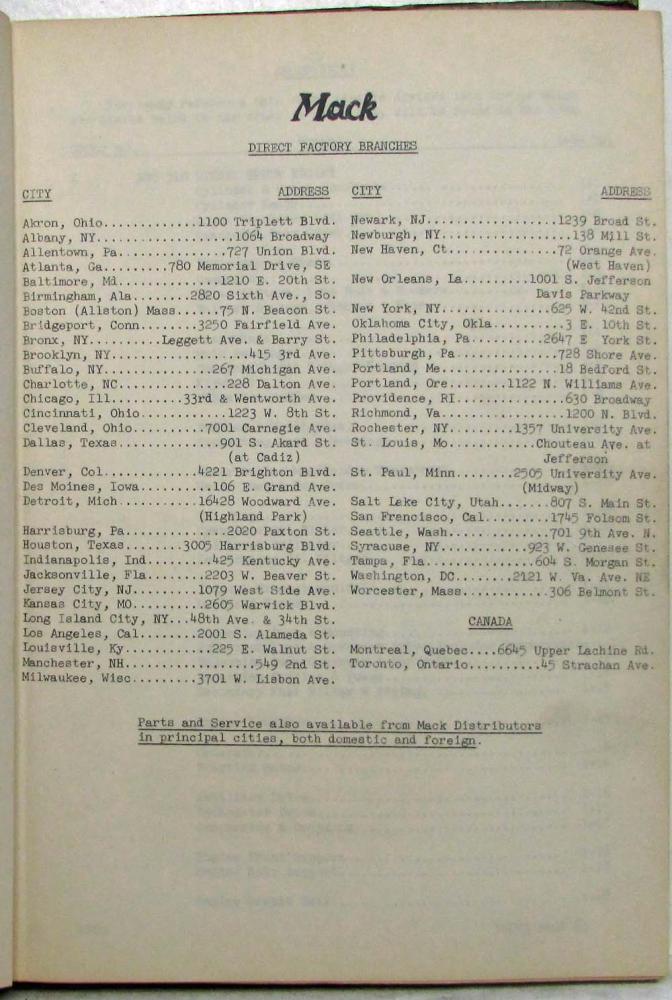 Mack
DIRECT FACTORY BRANCHES
CITY ADDRESS
Akron, Ohio.............1100 Triplett Blvd.
Albany, NY...................1064 Broadway
Allentown, Pa...............727 Union Blvd.
Atlanta, Ga.........780 Memorial Drive, SE
Baltimore, Md..............1210 E. 20th St.
Birmingham, Ala........2820 Sixth Ave., So.
Boston (Allston) Mass......75 N. Beacon St.
Bridgeport, Conn........3250 Fairfield Ave.
Bronx, NY..........Leggett Ave. & Barry St.
Brooklyn, NY....................415 3rd Ave.
Buffalo, NY................267 Michigan Ave.
Charlotte, NC................228 Dalton Ave.
Chicago, Ill..........33rd & Wentworth Ave.
Cincinnati, Ohio............1223 W. 8th St.
Cleveland, Ohio..........7001 Carnegie Ave.
Dallas, Texas..............901 S. Akard St.
(at Cadiz)
Denver, Col.............4221 Brighton Blvd.
Des Moines, Iowa..........106 E. Grand Ave.
Detroit, Mich...........16428 Woodward Ave.
(Highland Park)
Harrisburg, Pa..............2020 Paxton St.
Houston, Texas........3005 Harrisburg Blvd.
Indianapolis, Ind.........425 Kentucky Ave.
Jacksonville, Fla........2203 W. Beaver St.
Jersey City, NJ.........1079 West Side Ave.
Kansas City, MO..........2605 Warwick Blvd.
Long Island City, NY...48th Ave. & 34th St.
Los Angeles, Cal........2001 S. Alameda St.
Louisville, Ky............225 E. Walnut St.
Manchester, NH..................549 2nd St.
Milwaukee, Wisc.........3701 W. Lisbon Ave.
CITY ADDRESS
Newark, NJ..................1239 Broad St.
Newburgh, NY..................138 Mill St.
New Haven, Ct...............72 Orange Ave.
(West Haven)
New Orleans, La.........1001 S. Jefferson
Davis Parkway
New York, NY...............625 W. 42nd St.
Oklahoma City, Okla..........3 E. 10th St.
Philadelphia, Pa..........2647 E York St.
Pittsburgh, Pa..............728 Shore Ave.
Portland, Me................18 Bedford St.
Portland, Ore........1122 N. Williams Ave.
Providence, RI................630 Broadway
Richmond, Va.................1200 N. Blvd.
Rochester, NY.........1357 University Ave.
St. Louis, Mo............Chouteau Ave. at
Jefferson
St. Paul, Minn........2505 University Ave.
(Midway)
Salt Lake City, Utah.......807 S. Main St.
San Frencisco, Cal.........1745 Folsom St.
Seattle, Wash..............701 9th Ave. N.
Syracuse, NY............923 W. Genesee St.
Tampa, Fla...............604 S. Morgan St.
Washington, DC........2121 W. Va. Ave. NE
Worcester, Mass............306 Belmont St.
CANADA
Montreal, Quebec....6645 Upper Lachine Rd.
Toronto, Ontario..........45 Strachan Ave.
Parts and Service also available from Mack Distributors
in principal cities, both domestic and foreign.